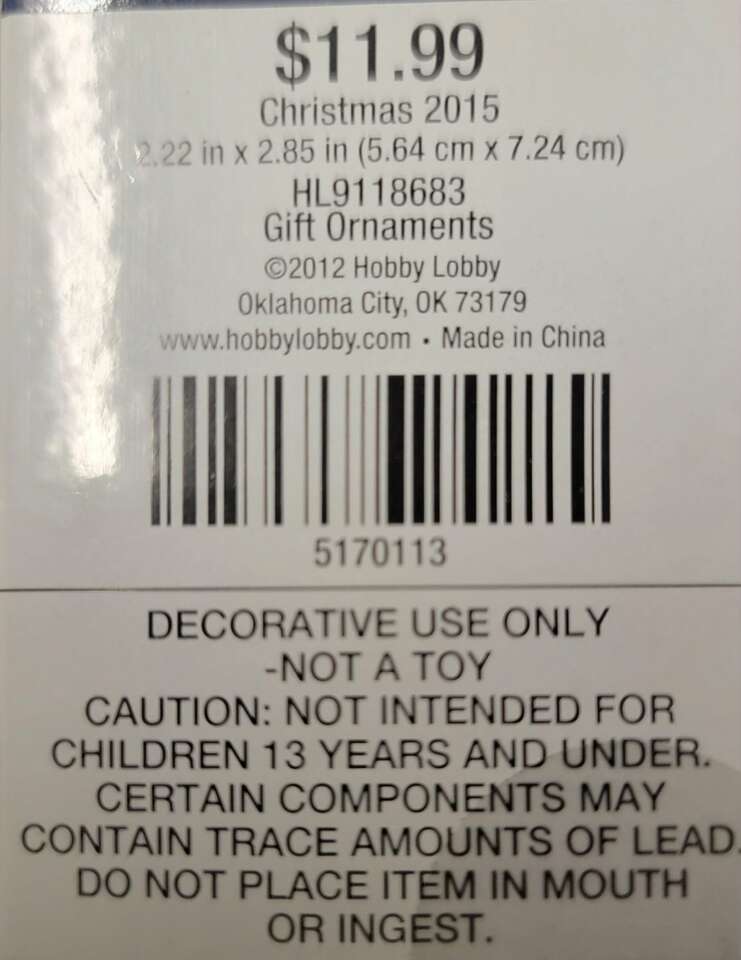 $11.99
Christmas 2015
2.22 in x 2.85 in (5.64 cm x 7.24 cm)
HL9118683
Gift Ornaments
©2012 Hobby Lobby
Oklahoma City, OK 73179
www.hobbylobby.com • Made in China
5170113
DECORATIVE USE ONLY
-NOT A TOY
CAUTION: NOT INTENDED FOR
CHILDREN 13 YEARS AND UNDER.
CERTAIN COMPONENTS MAY
CONTAIN TRACE AMOUNTS OF LEAD.
DO NOT PLACE ITEM IN MOUTH
OR INGEST.